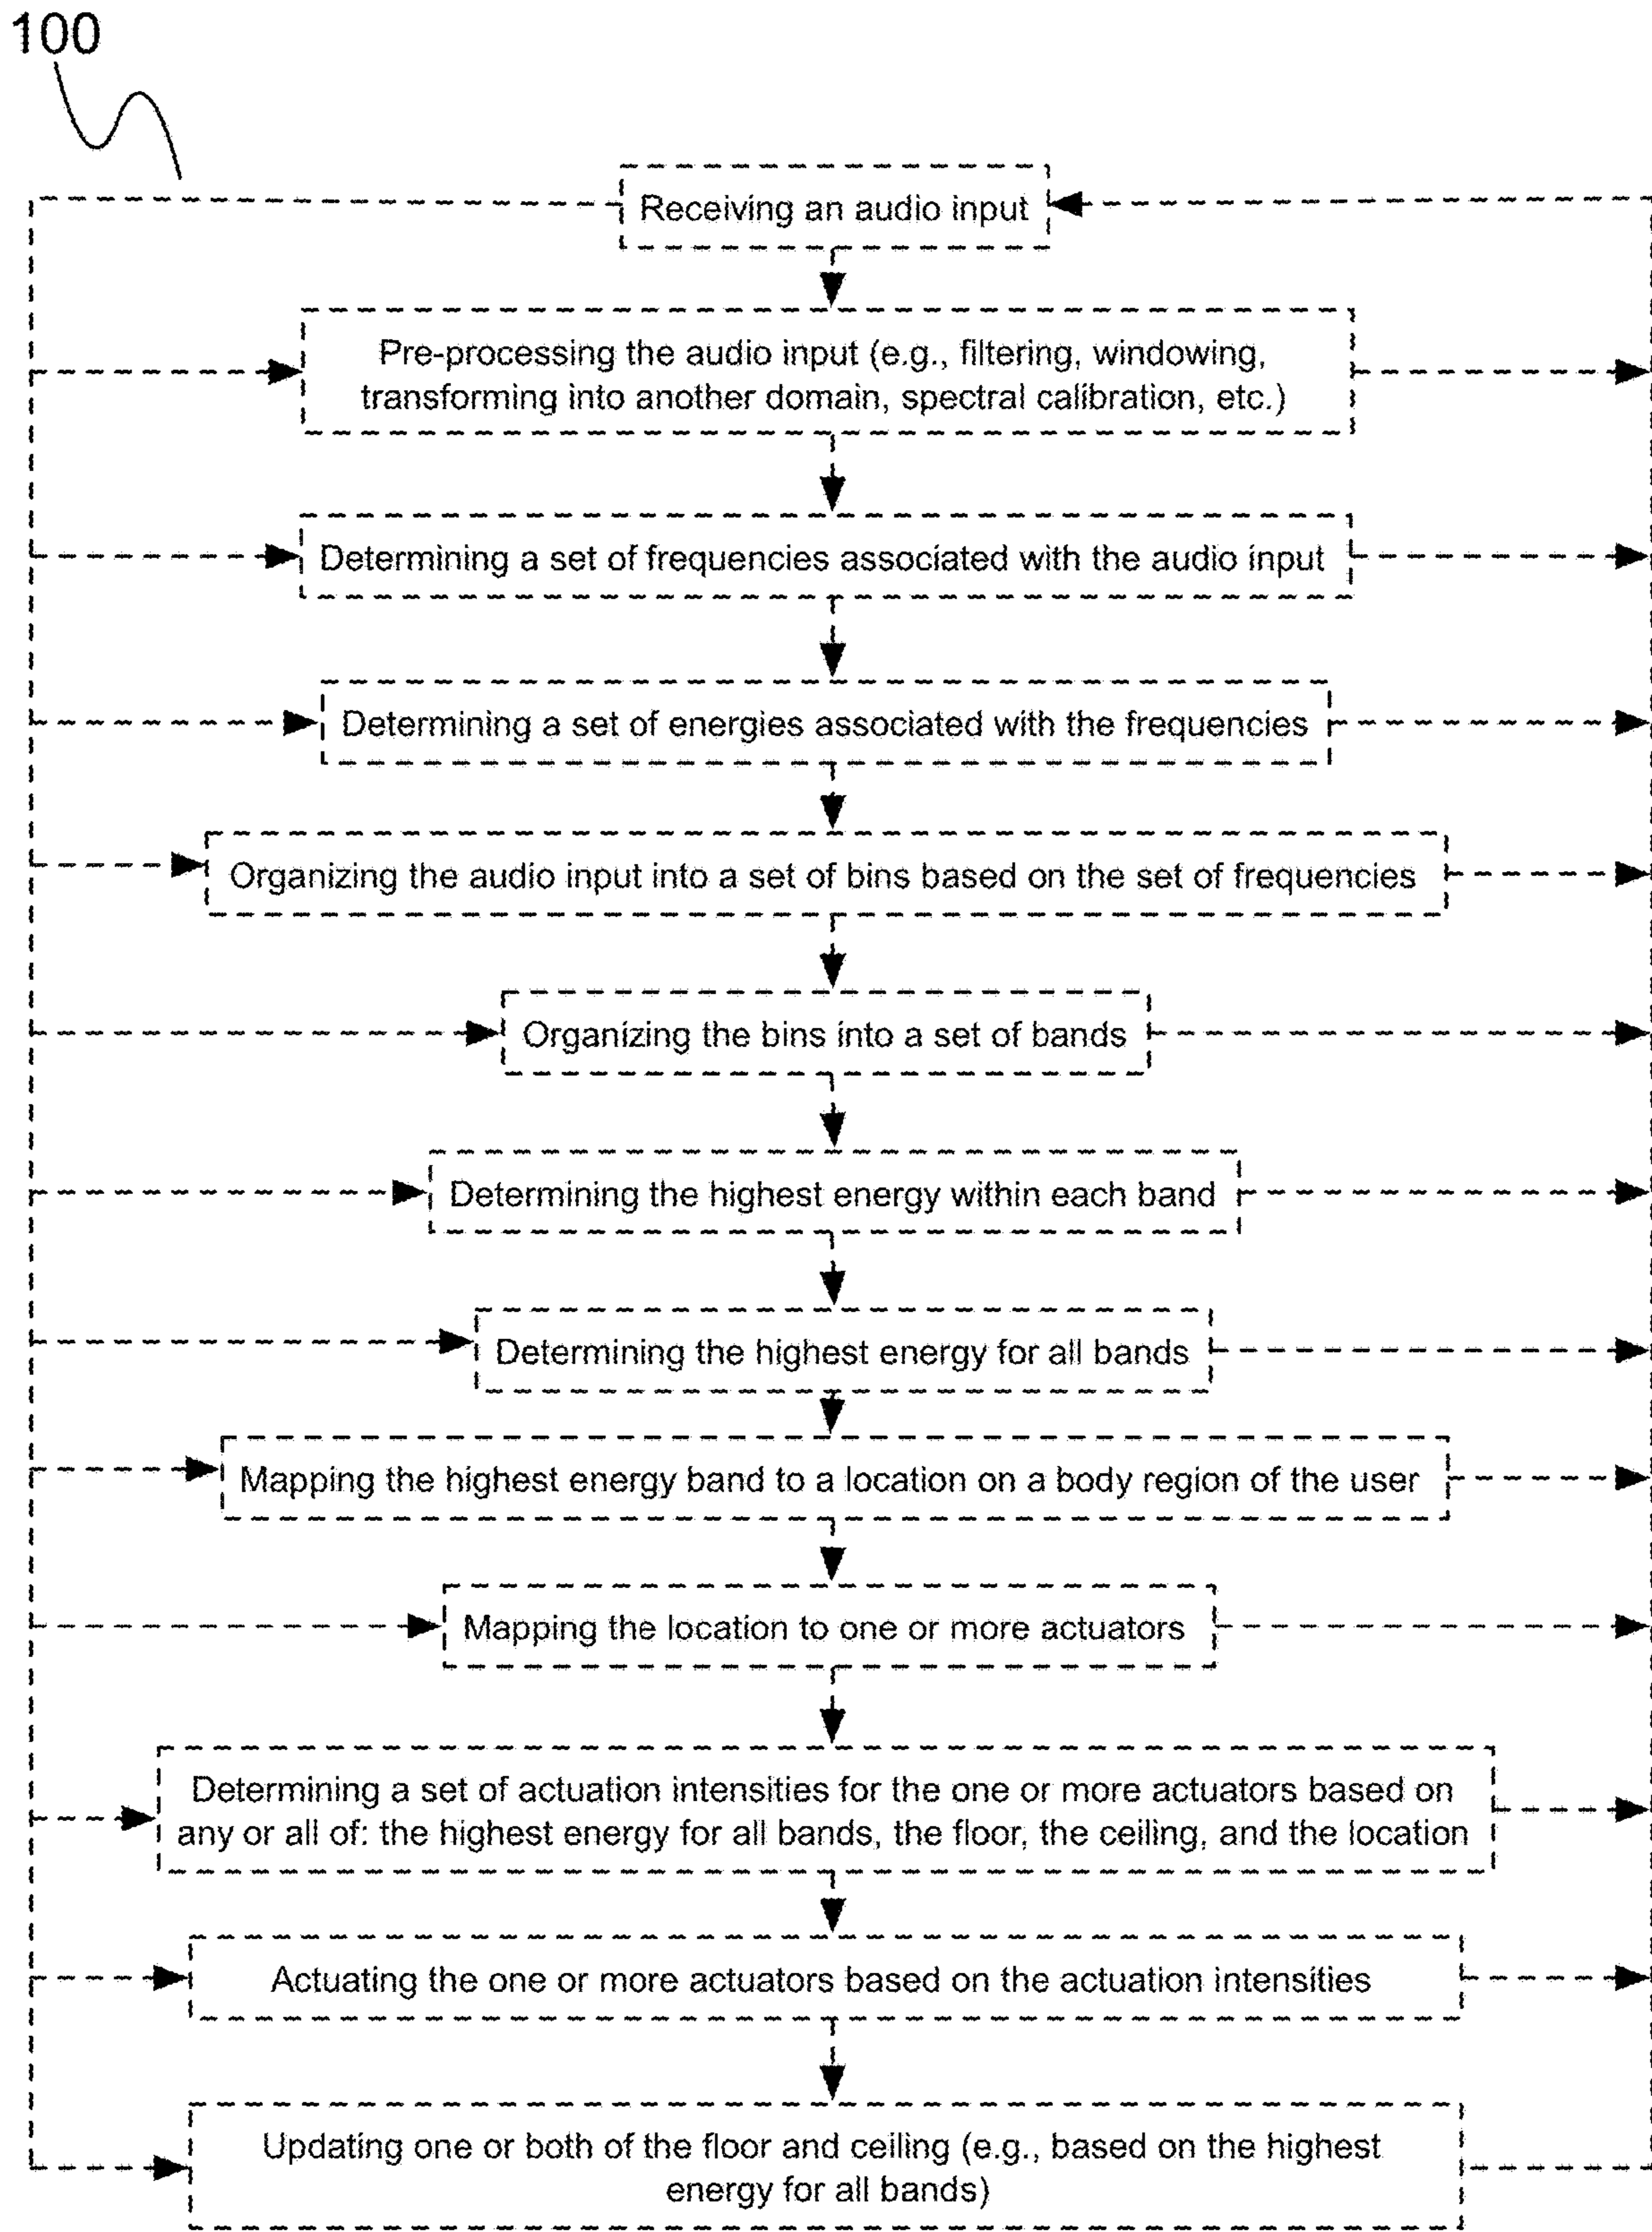 100
Receiving an audio input
Pre-processing the audio input (e.g., filtering, windowing,
transforming into another domain, spectral calibration, etc.)
Determining a set of frequencies associated with the audio input
Determining a set of energies associated with the frequencies
Organizing the audio input into a set of bins based on the set of frequencies
Organizing the bins into a set of bands
Determining the highest energy within each band
Determining the highest energy for all bands
Mapping the highest energy band to a location on a body region of the user
Mapping the location to one or more actuators
Determining a set of actuation intensities for the one or more actuators based on
any or all of: the highest energy for all bands, the floor, the ceiling, and the location
Actuating the one or more actuators based on the actuation intensities
Updating one or both of the floor and ceiling (e.g., based on the highest
energy for all bands)